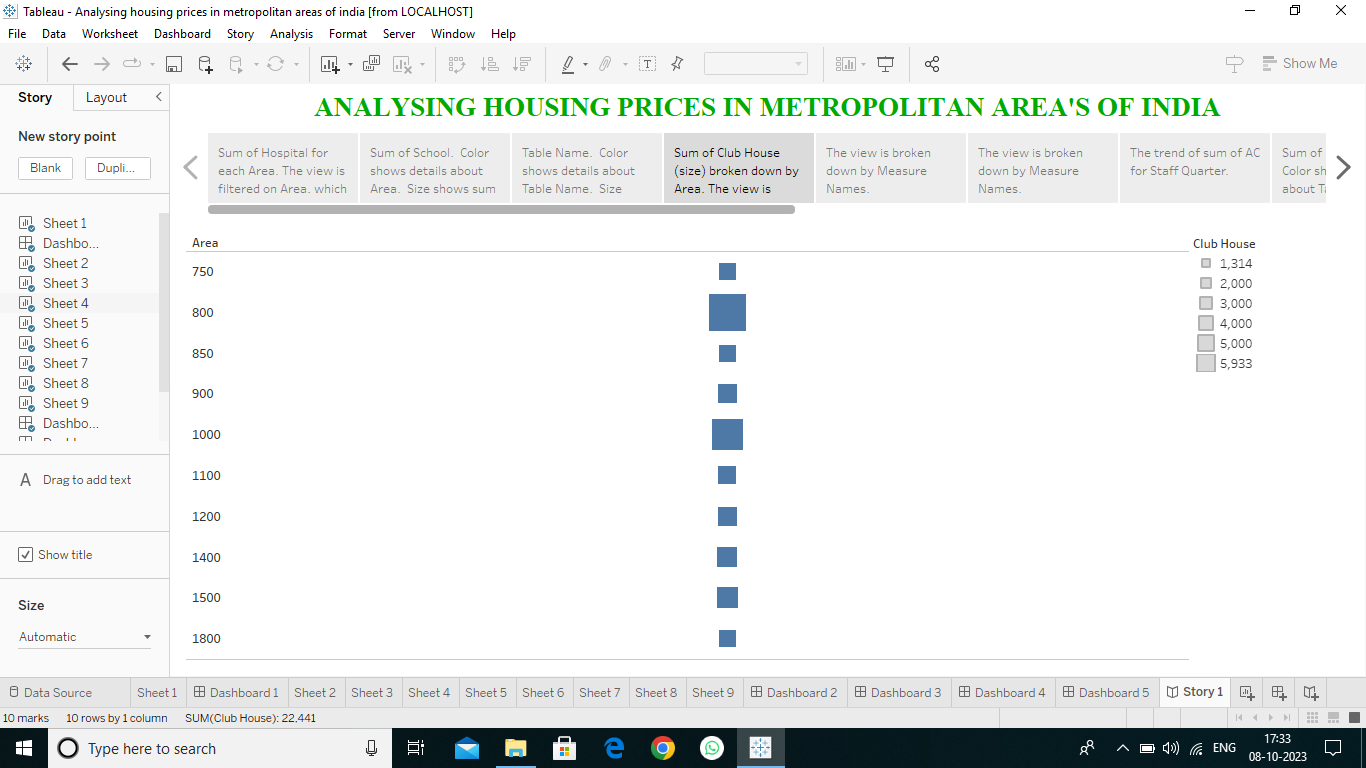 Tableau - Analysing housing prices in metropolitan areas of india [from LOCALHOST]
File Data Worksheet Dashboard Story Analysis Format Server Window Help
Show Me
Story Layout
New story point
Blank Dupli...
Sheet 1
Dashbo...
Sheet 2
Sheet 3
Sheet 4
Sheet 5
Sheet 6
Sheet 7
Sheet 8
Sheet 9
Dashbo...
A Drag to add text
Show title
Size
Automatic
ANALYSING HOUSING PRICES IN METROPOLITAN AREA'S OF INDIA
Sum of Hospital for
each Area. The view is
filtered on Area, which
Sum of School. Color
shows details about
Area. Size shows sum
Table Name. Color
shows details about
Table Name. Size
Sum of Club House
(size) broken down by
Area. The view is
The view is broken
down by Measure
Names.
The view is broken
down by Measure
Names.
The trend of sum of AC
for Staff Quarter.
Sum of
Color sh
about Ta
Area
750
800
850
900
1000
1100
1200
1400
1500
1800
Club House
1,314
2,000
3,000
4,000
5,000
5,933
Data Source Sheet 1 Dashboard 1 Sheet 2 Sheet 3 Sheet 4 Sheet 5 Sheet 6 Sheet 7 Sheet 8 Sheet 9 Dashboard 2 Dashboard 3 Dashboard 4 Dashboard 5 Story 1
10 marks 10 rows by 1 column SUM(Club House): 22,441
Type here to search
ENG
17:33
08-10-2023